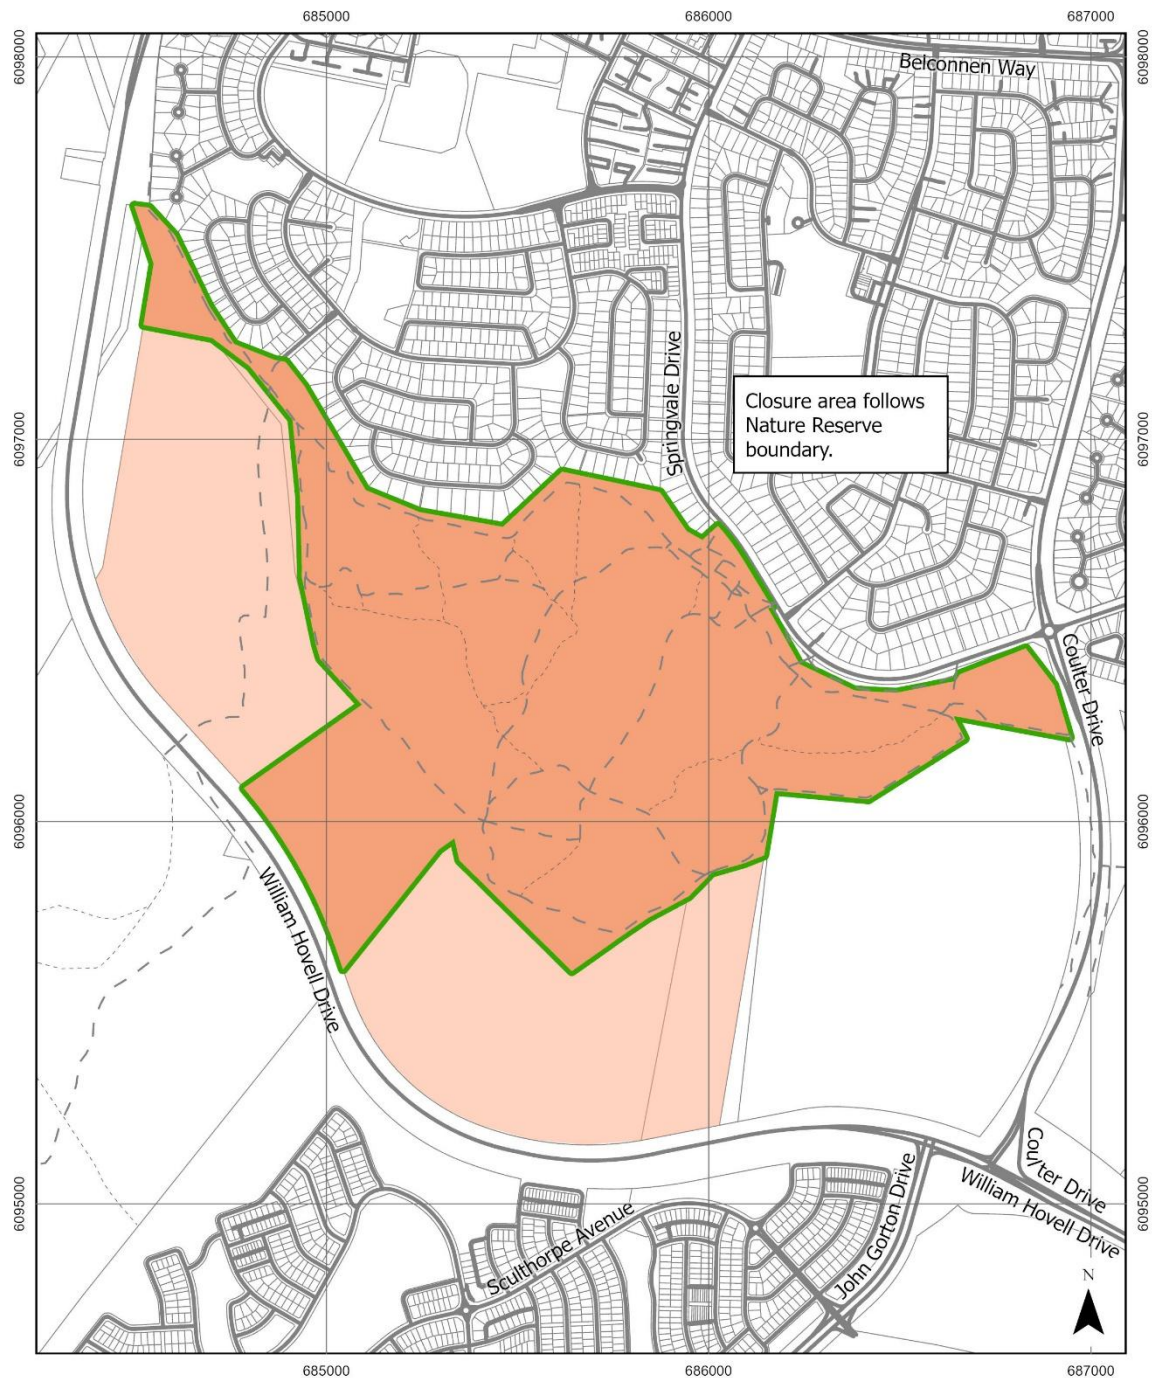 685000
686000
687000
6098000
6098000
Belconnen Way
Springvale Drive
Closure area follows
Nature Reserve
boundary.
6097000
6097000
Coulter Drive
6096000
6096000
William Hovell Drive
Coulter Drive
William Hovell Drive
John Gorton Drive
Sculthorpe Avenue
6095000
6095000
N
685000
686000
687000